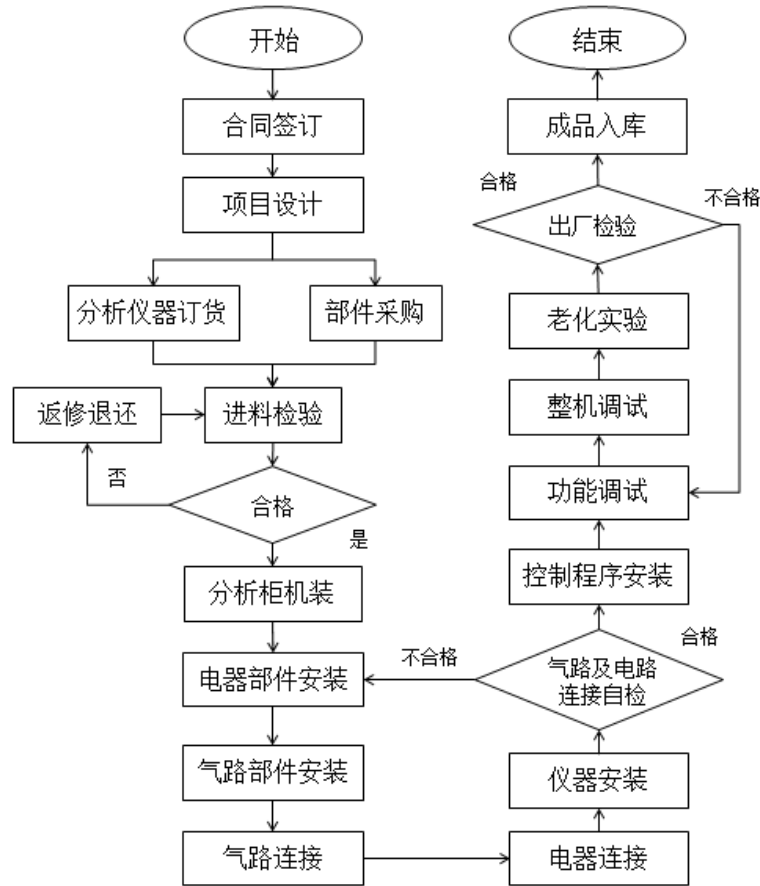 开始
合同签订
项目设计
分析仪器订货
部件采购
返修退还
进料检验
否
合格
是
分析柜机装
电器部件安装
气路部件安装
气路连接
电器连接
仪器安装
气路及电路
连接自检
不合格
合格
控制程序安装
功能调试
整机调试
老化实验
出厂检验
合格
不合格
成品入库
结束